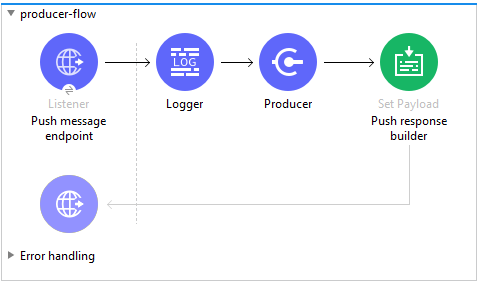 producer-flow
LOG
Listener
Push message
endpoint
Logger
Producer
Set Payload
Push response
builder
Error handling